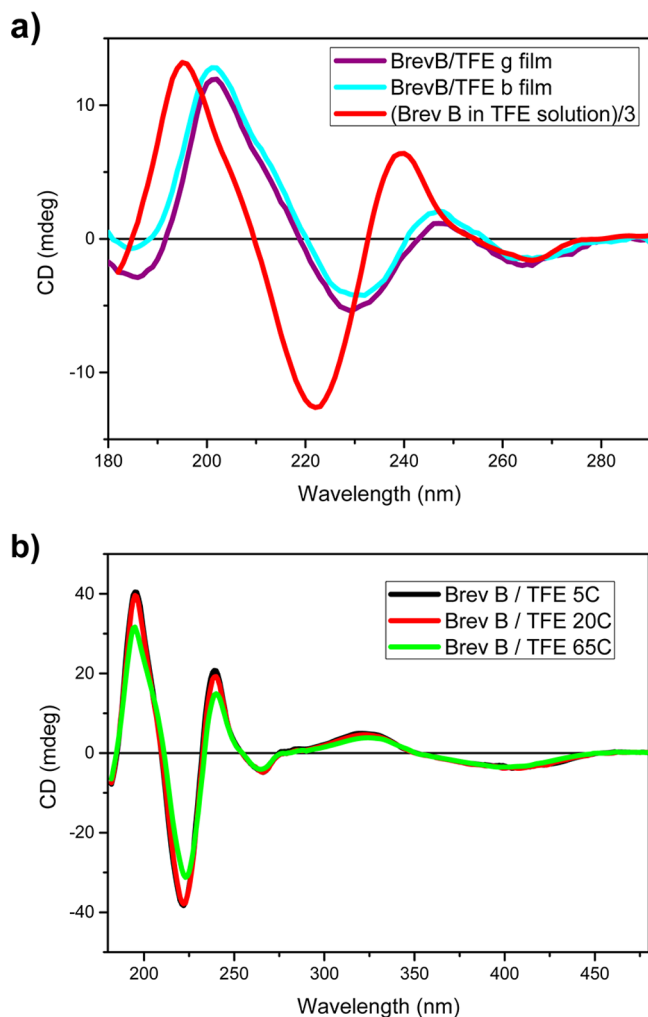 a)
BrevB/TFE g film
BrevB/TFE b film
(Brev B in TFE solution)/3
10
0
-10
CD (mdeg)
180 200 220 240 260 280
Wavelength (nm)
b)
Brev B / TFE 5C
Brev B / TFE 20C
Brev B / TFE 65C
40
20
0
-20
-40
CD (mdeg)
200 250 300 350 400 450
Wavelength (nm)